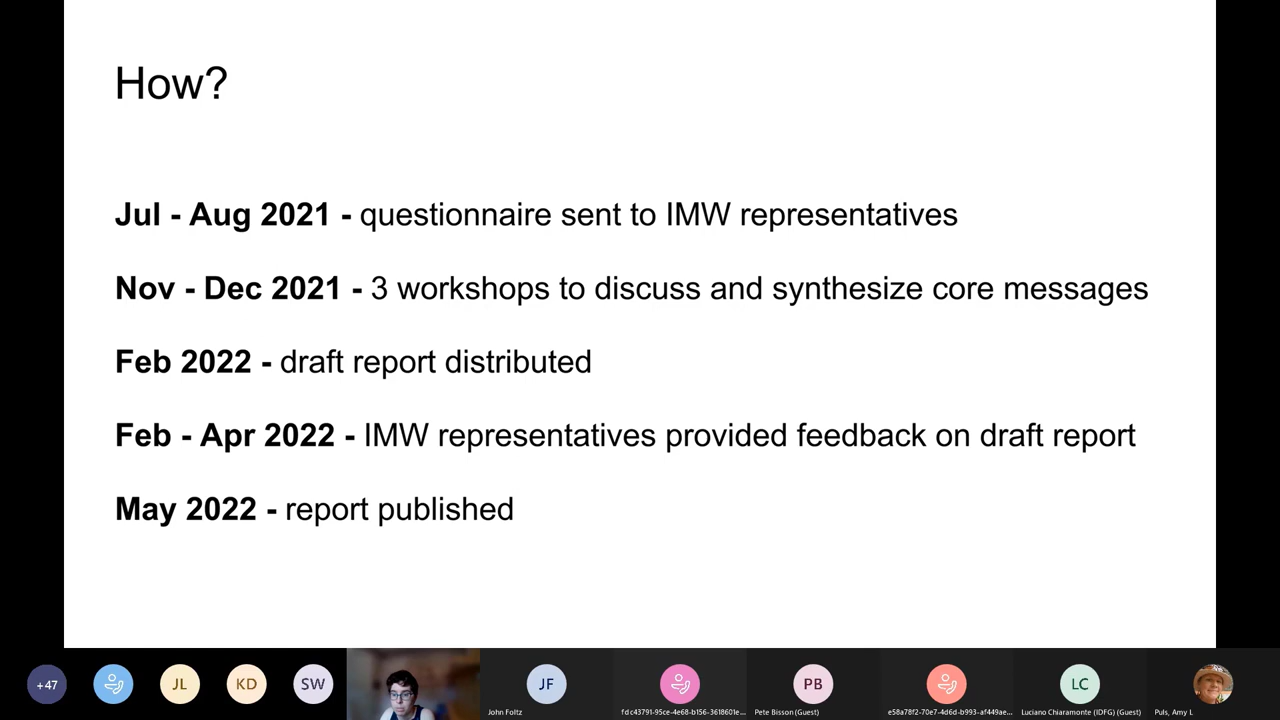 How?
Jul - Aug 2021 - questionnaire sent to IMW representatives
Nov - Dec 2021 - 3 workshops to discuss and synthesize core messages
Feb 2022 - draft report distributed
Feb - Apr 2022 - IMW representatives provided feedback on draft report
May 2022 - report published
+47
JL
KD
SW
JF
PB
LC
John Foltz
fdc43791-95ce-4e68-b156-3618601e...
Pete Bisson (Guest)
e58a78f2-70e7-4d6d-b993-af449ae...
Luciano Chiaramonte (IDFG) (Guest)
Puls, Amy L